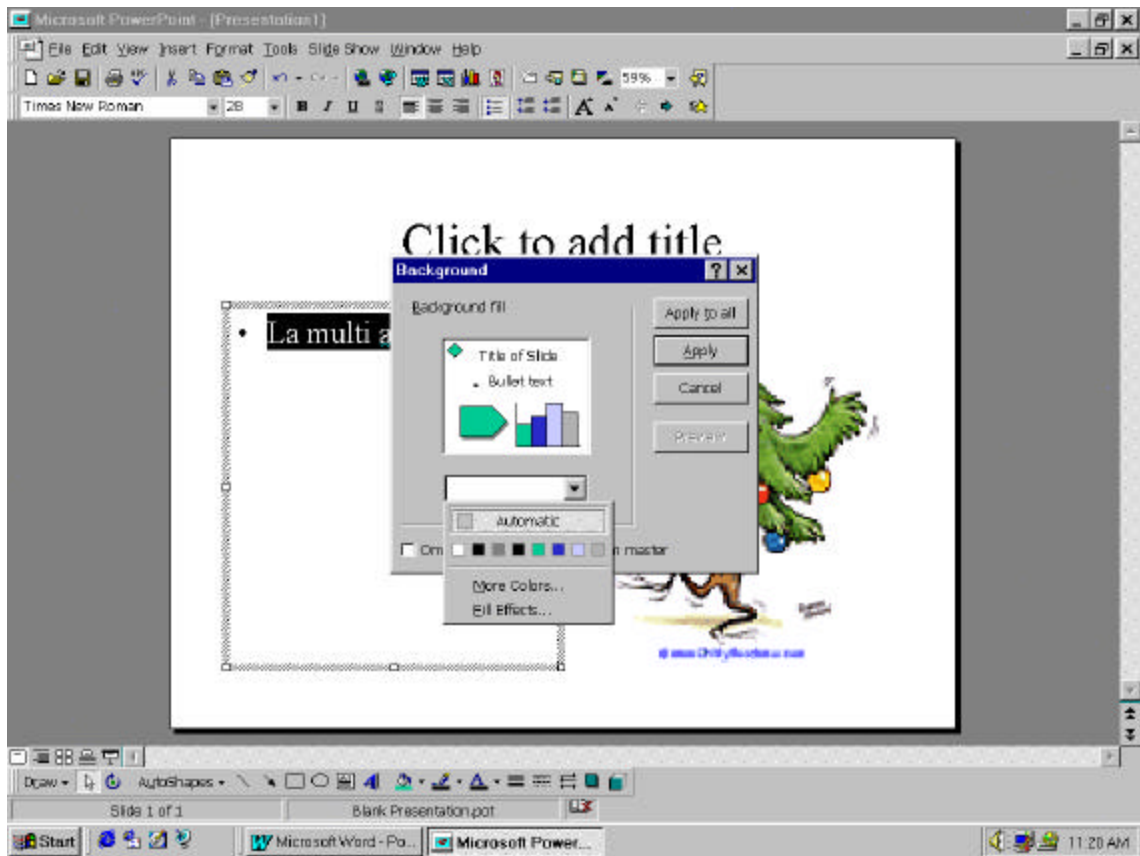 Microsoft PowerPoint - [Presentation1]
File Edit View Insert Format Tools Slide Show Window Help
59%
Times New Roman 28 B I U S A A
Click to add title
Background
Background fill
Apply to all
Title of Slide
Apply
Bullet text
Cancel
Preview
La multi a
Automatic
Om
n master
More Colors...
Fill Effects...
Draw AutoShapes
Slide 1 of 1 Blank Presentation.pot
Start Microsoft Word - Po... Microsoft Power... 11:20 AM